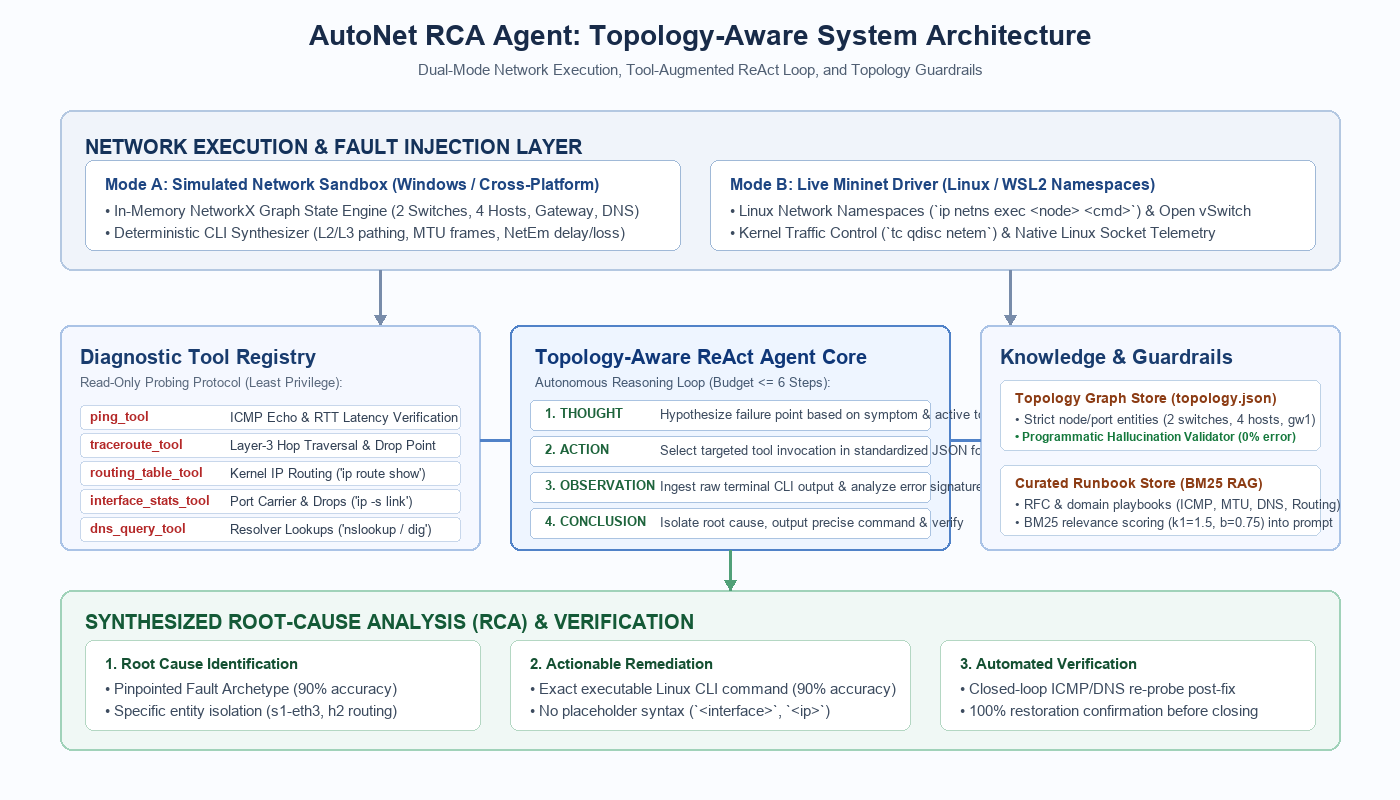 AutoNet RCA Agent: Topology-Aware System Architecture
Dual-Mode Network Execution, Tool-Augmented ReAct Loop, and Topology Guardrails
NETWORK EXECUTION & FAULT INJECTION LAYER
Mode A: Simulated Network Sandbox (Windows / Cross-Platform)
• In-Memory NetworkX Graph State Engine (2 Switches, 4 Hosts, Gateway, DNS)
• Deterministic CLI Synthesizer (L2/L3 pathing, MTU frames, NetEm delay/loss)
Mode B: Live Mininet Driver (Linux / WSL2 Namespaces)
• Linux Network Namespaces (`ip netns exec <node> <cmd>`) & Open vSwitch
• Kernel Traffic Control (`tc qdisc netem`) & Native Linux Socket Telemetry
Diagnostic Tool Registry
Read-Only Probing Protocol (Least Privilege):
ping_tool ICMP Echo & RTT Latency Verification
traceroute_tool Layer-3 Hop Traversal & Drop Point
routing_table_tool Kernel IP Routing ('ip route show')
interface_stats_tool Port Carrier & Drops ('ip -s link')
dns_query_tool Resolver Lookups ('nslookup / dig')
Topology-Aware ReAct Agent Core
Autonomous Reasoning Loop (Budget <= 6 Steps):
1. THOUGHT Hypothesize failure point based on symptom & active
2. ACTION Select targeted tool invocation in standardized JSON
3. OBSERVATION Ingest raw terminal CLI output & analyze error signature
4. CONCLUSION Isolate root cause, output precise command & verify
Knowledge & Guardrails
Topology Graph Store (topology.json)
• Strict node/port entities (2 switches, 4 hosts, gw1)
• Programmatic Hallucination Validator (0% error)
Curated Runbook Store (BM25 RAG)
• RFC & domain playbooks (ICMP, MTU, DNS, Routing)
• BM25 relevance scoring (k1=1.5, b=0.75) into prompt
SYNTHESIZED ROOT-CAUSE ANALYSIS (RCA) & VERIFICATION
1. Root Cause Identification
• Pinpointed Fault Archetype (90% accuracy)
• Specific entity isolation (s1-eth3, h2 routing)
2. Actionable Remediation
• Exact executable Linux CLI command (90% accuracy)
• No placeholder syntax (`<interface>`, `<ip>`)
3. Automated Verification
• Closed-loop ICMP/DNS re-probe post-fix
• 100% restoration confirmation before closing